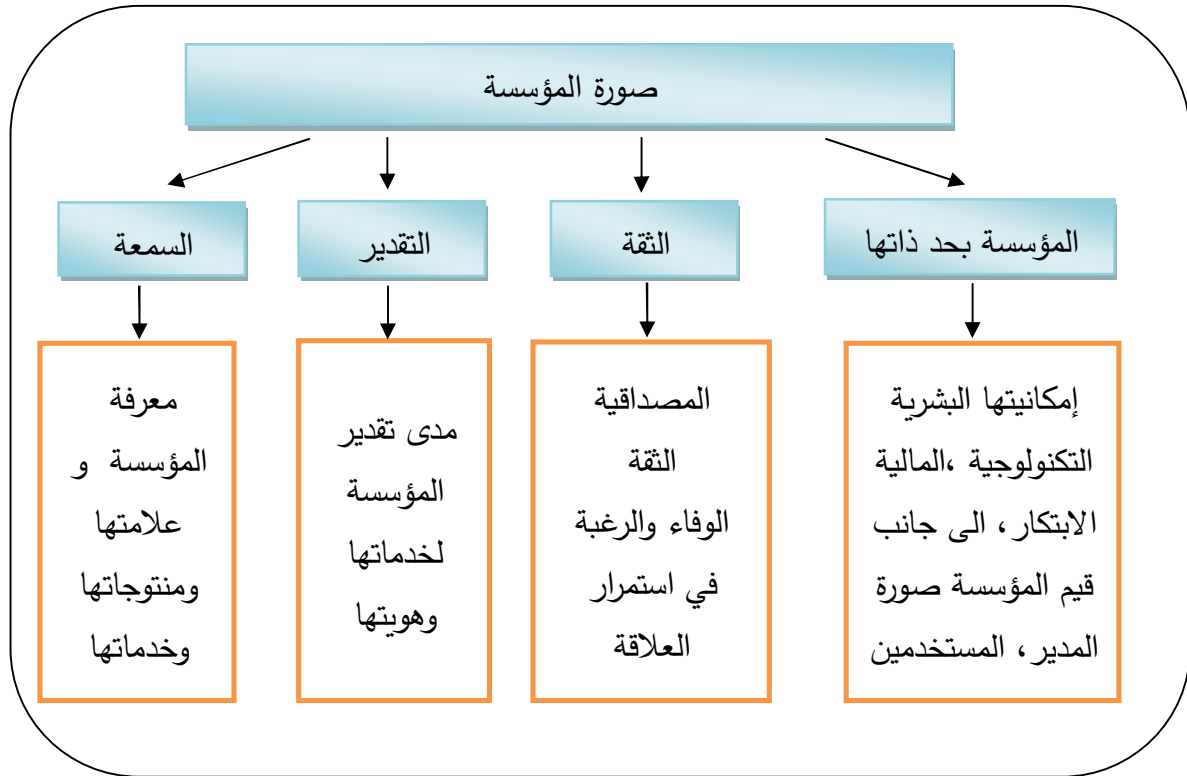 صورة المؤسسة
المؤسسة بحد ذاتها
الثقة
التقدير
السمعة
إمكانيتها البشرية
التكنولوجية ،المالية
الابتكار ، الى جانب
قيم المؤسسة صورة
المدير ، المستخدمين
المصداقية
الثقة
الوفاء والرغبة
في استمرار
العلاقة
مدى تقدير
المؤسسة
لخدماتها
وهويتها
معرفة
المؤسسة و
علامتها
ومنتوجاتها
وخدماتها